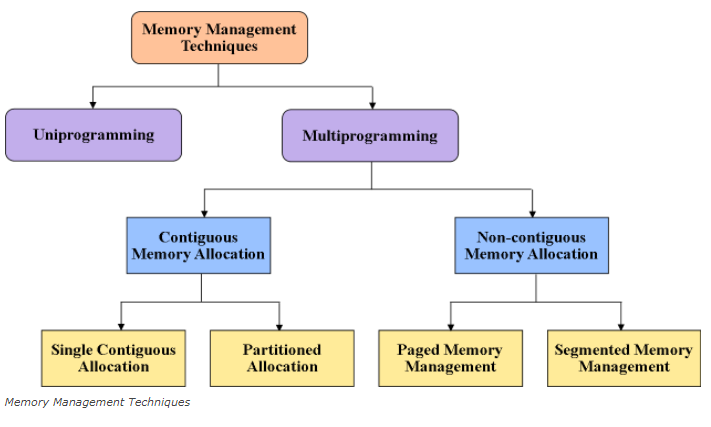 Memory Management
Techniques
Uniprogramming
Multiprogramming
Contiguous
Memory Allocation
Non-contiguous
Memory Allocation
Single Contiguous
Allocation
Partitioned
Allocation
Paged Memory
Management
Segmented Memory
Management
Memory Management Techniques